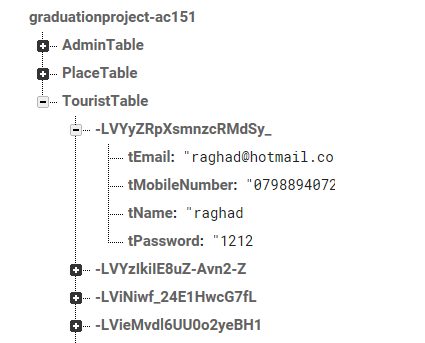 graduationproject-ac151
AdminTable
PlaceTable
TouristTable
-LVYyZRpXsmnzcRMdSy_
tEmail: "raghad@hotmail.co
tMobileNumber: "0798894072
tName: "raghad
tPassword: "1212
-LVYzIkiIE8uZ-Avn2-Z
-LViNiwf_24E1HwcG7fL
-LVieMvdl6UU0o2yeBH1